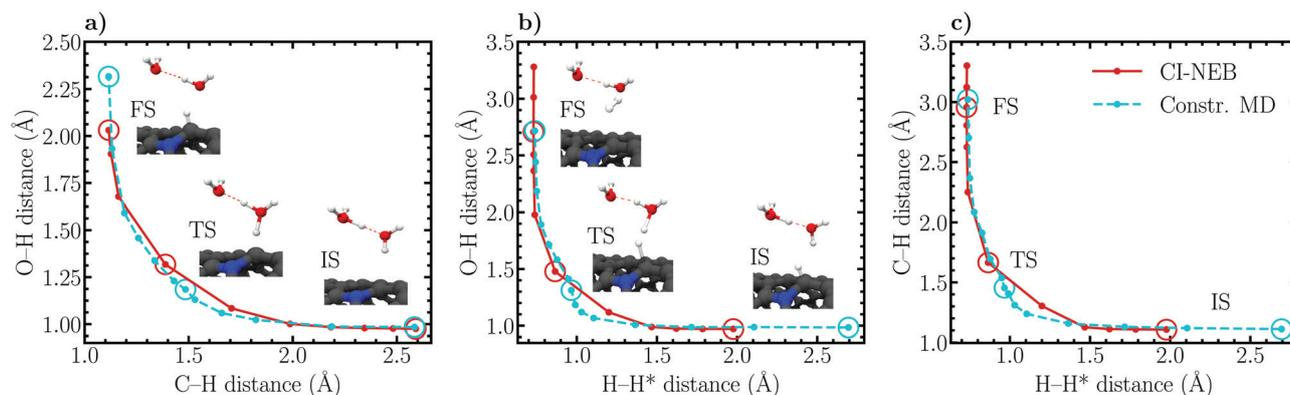 a)
2.50
2.25
2.00
1.75
1.50
1.25
1.00
O–H distance (Å)
1.0 1.5 2.0 2.5
C–H distance (Å)
FS
TS
IS
b)
3.5
3.0
2.5
2.0
1.5
1.0
O–H distance (Å)
1.0 1.5 2.0 2.5
H–H* distance (Å)
FS
TS
IS
c)
3.5
3.0
2.5
2.0
1.5
1.0
C–H distance (Å)
1.0 1.5 2.0 2.5
H–H* distance (Å)
CI-NEB
Constr. MD
FS
TS
IS